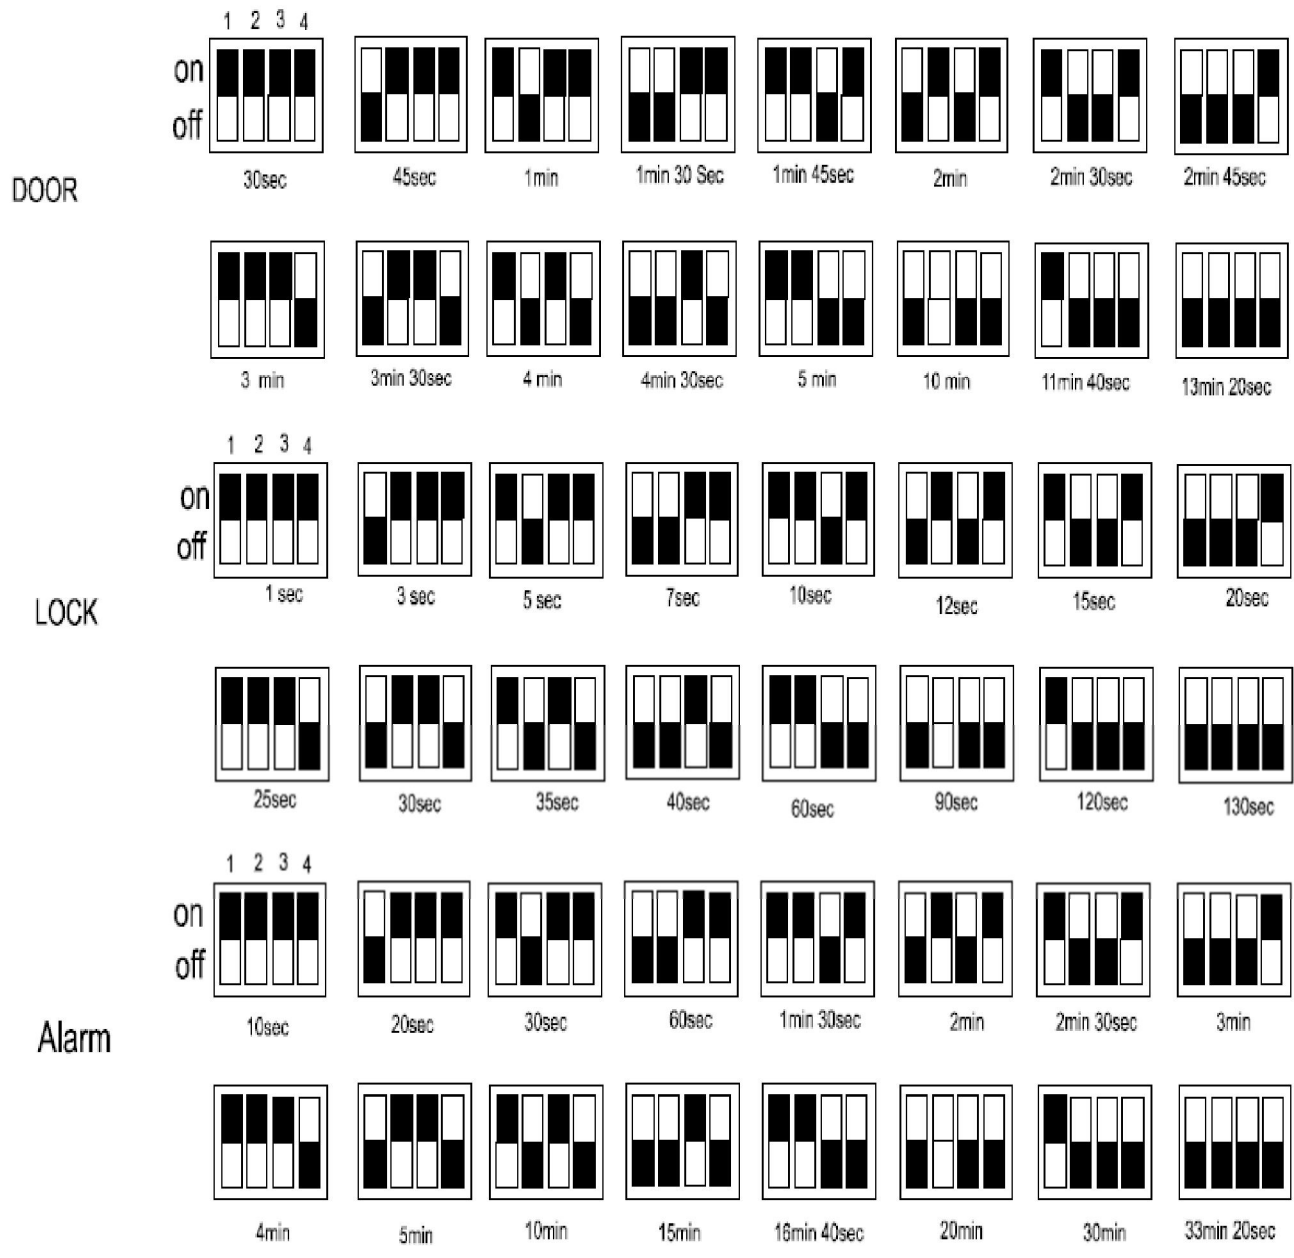 1 2 3 4
on
off
30sec 45sec 1min 1min 30 Sec 1min 45sec 2min 2min 30sec 2min 45sec
DOOR
3 min 3min 30sec 4 min 4min 30sec 5 min 10 min 11min 40sec 13min 20sec
1 2 3 4
on
off
1 sec 3 sec 5 sec 7sec 10sec 12sec 15sec 20sec
LOCK
25sec 30sec 35sec 40sec 60sec 90sec 120sec 130sec
1 2 3 4
on
off
10sec 20sec 30sec 60sec 1min 30sec 2min 2min 30sec 3min
Alarm
4min 5min 10min 15min 16min 40sec 20min 30min 33min 20sec